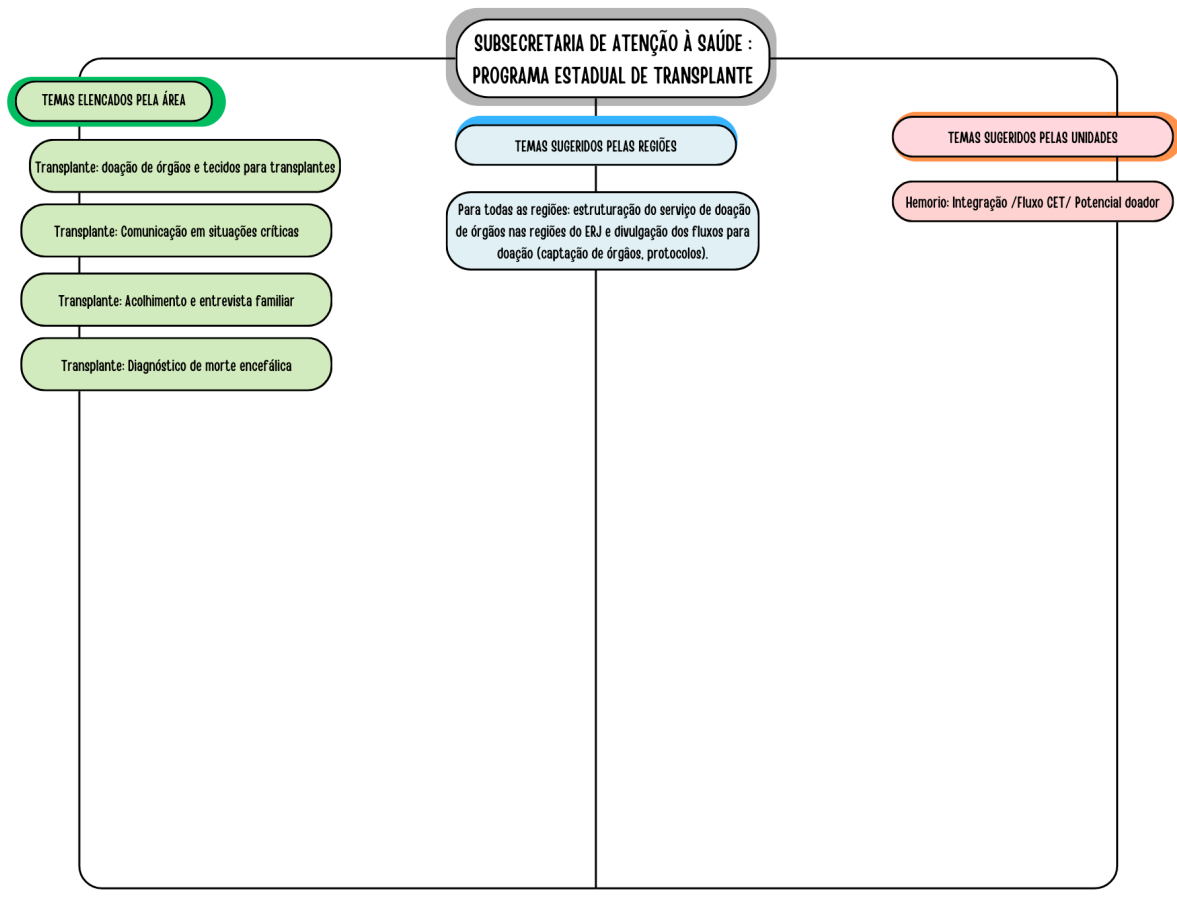 SUBSECRETARIA DE ATENÇÃO À SAÚDE :
PROGRAMA ESTADUAL DE TRANSPLANTE
TEMAS ELENCADOS PELA ÁREA
Transplante: doação de órgãos e tecidos para transplantes
Transplante: Comunicação em situações críticas
Transplante: Acolhimento e entrevista familiar
Transplante: Diagnóstico de morte encefálica
TEMAS SUGERIDOS PELAS REGIÕES
Para todas as regiões: estruturação do serviço de doação
de órgãos nas regiões do ERJ e divulgação dos fluxos para
doação (captação de órgâos, protocolos).
TEMAS SUGERIDOS PELAS UNIDADES
Hemorio: Integração /Fluxo CET/ Potencial doador